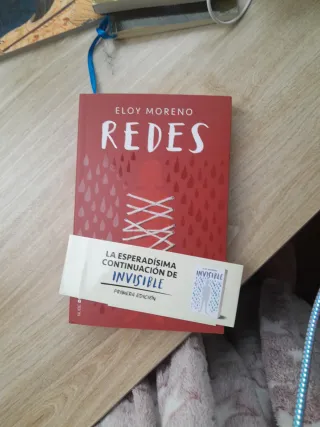 ELOY MORENO
REDES
LA ESPERADÍSIMA
CONTINUACIÓN DE
INVISIBLE
PRIMERA EDICIÓN
INVISIBLE